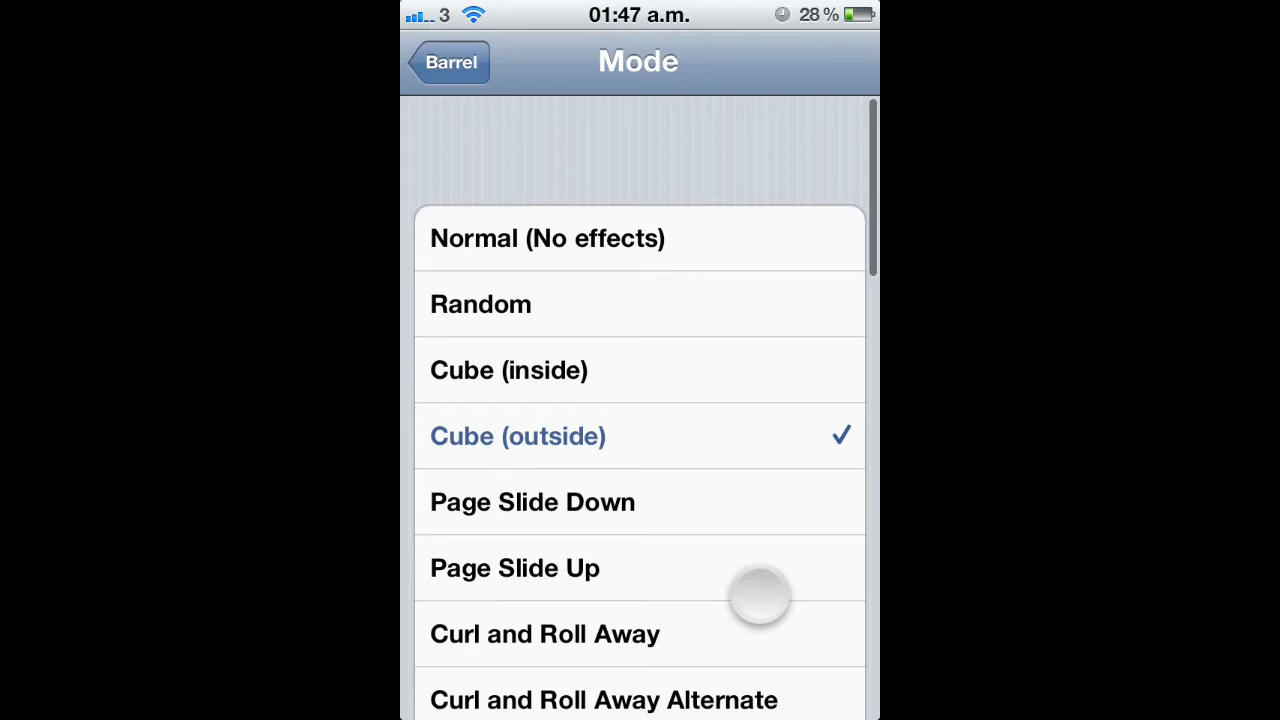 3 01:47 a.m. 28 %
Barrel Mode
Normal (No effects)
Random
Cube (inside)
Cube (outside)
Page Slide Down
Page Slide Up
Curl and Roll Away
Curl and Roll Away Alternate